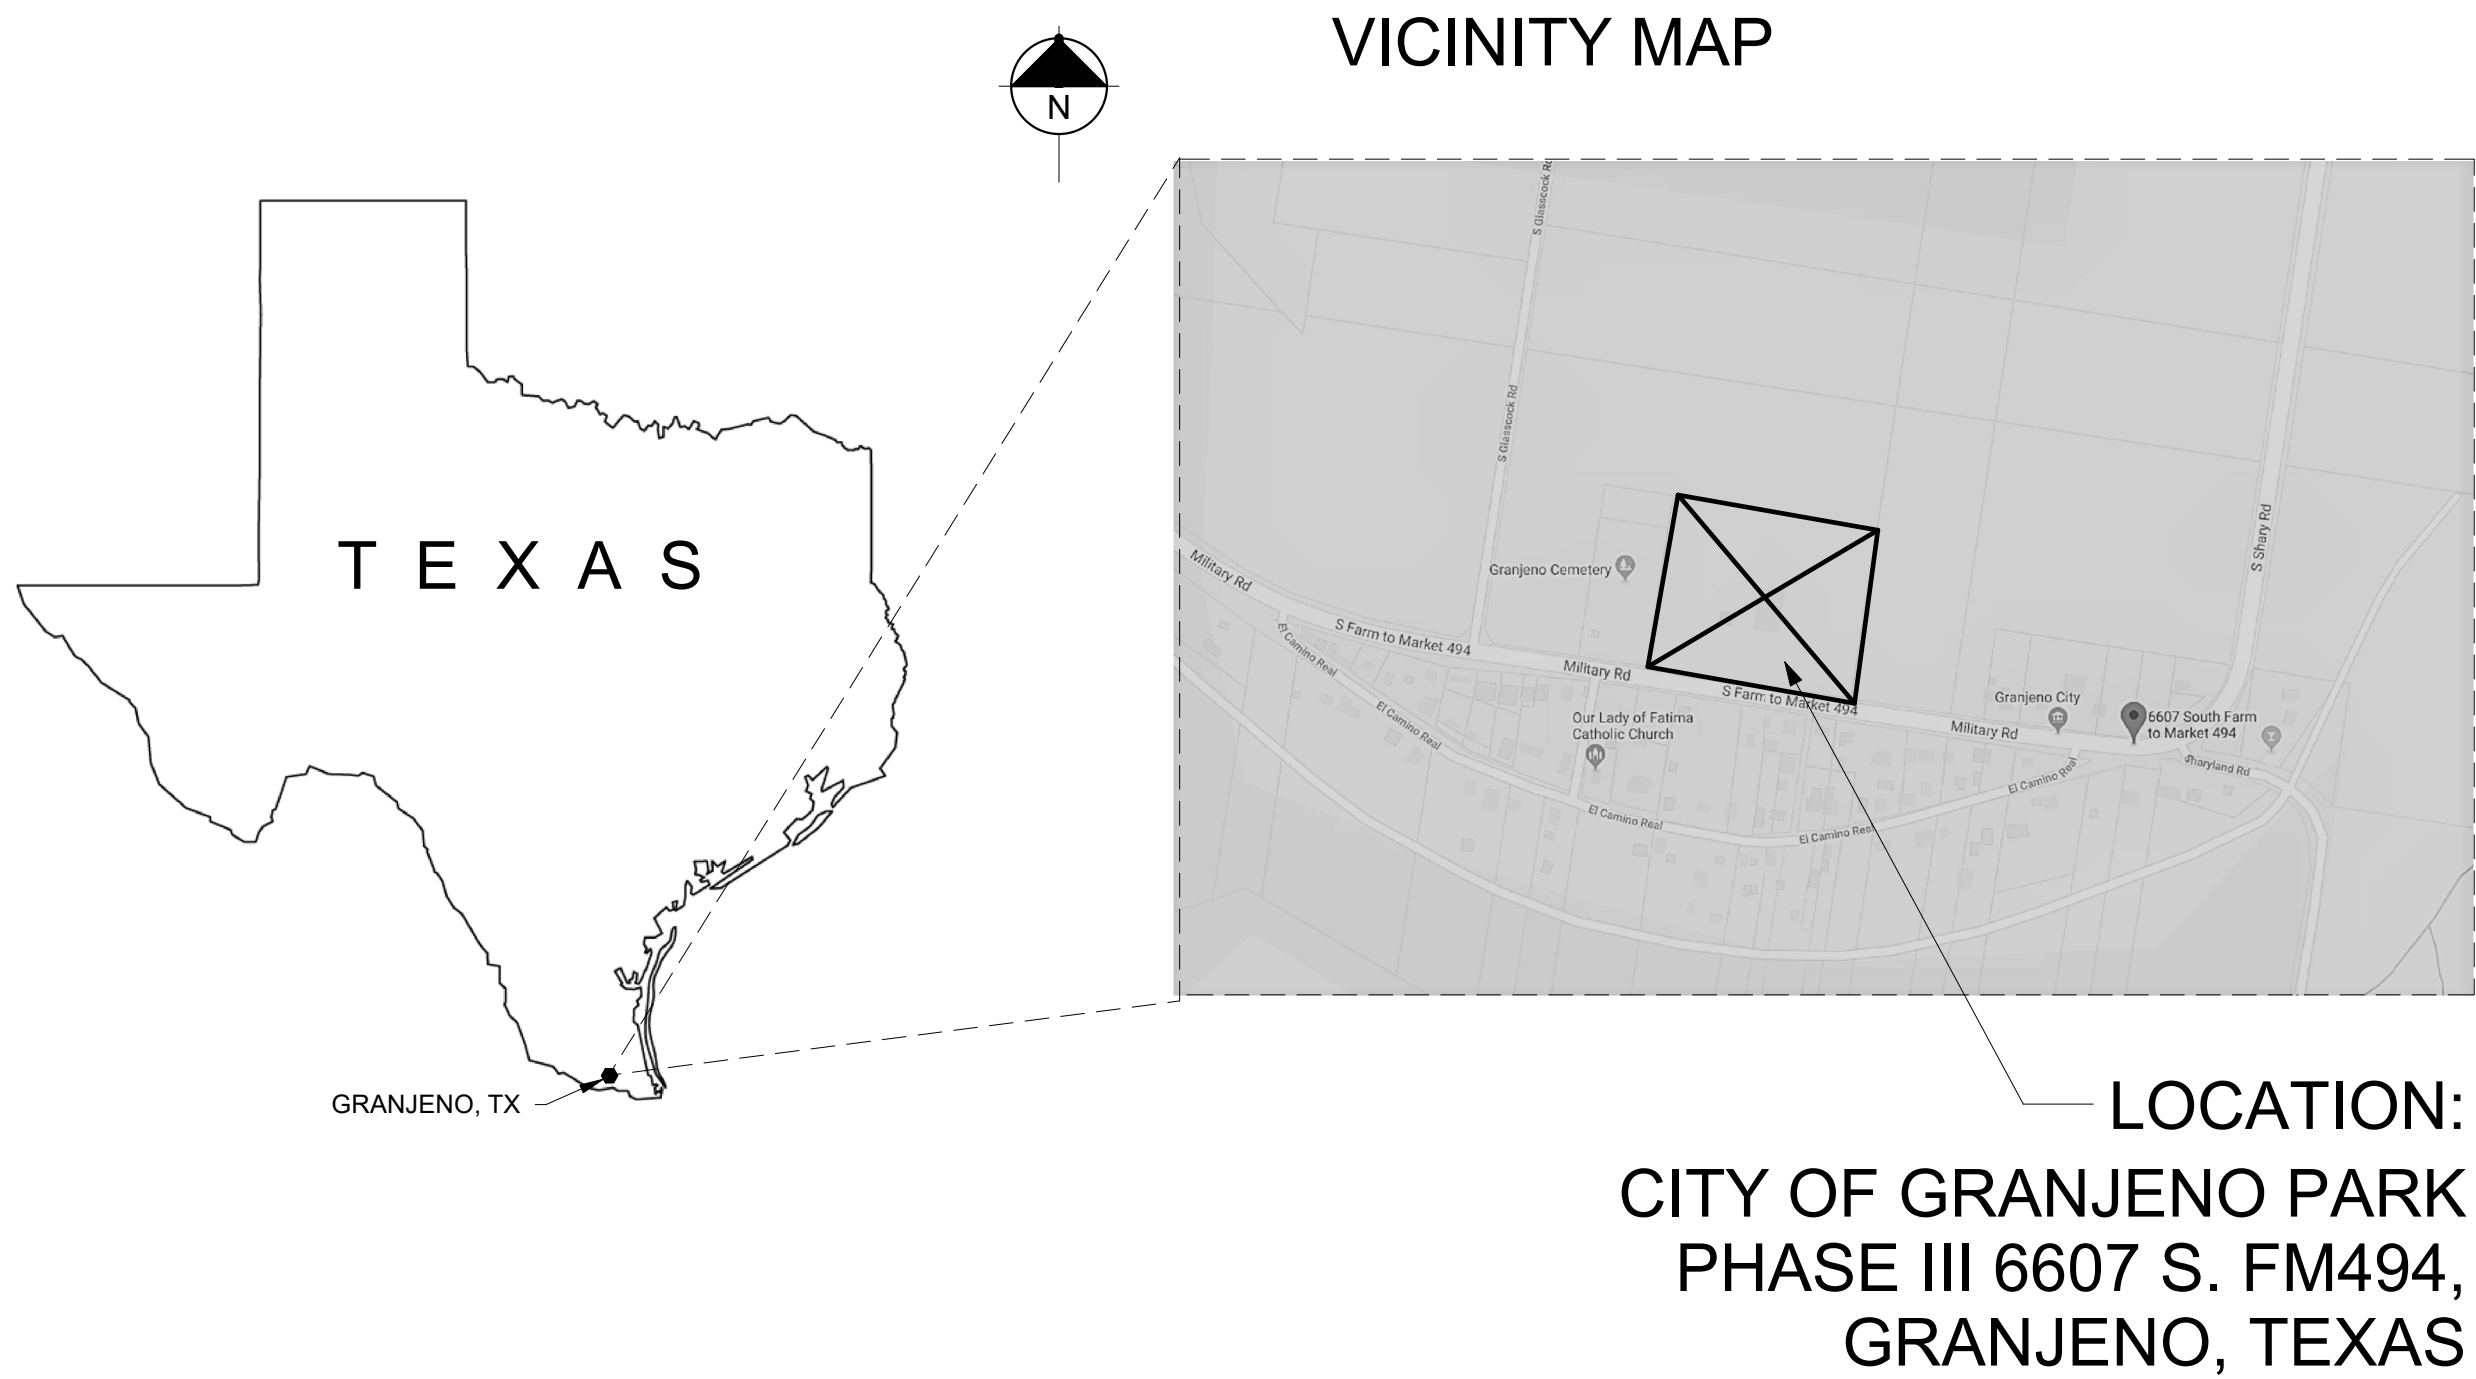 VICINITY MAP
N
T E X A S
GRANJENO, TX
S Glasscock Rd
S Glasscock Rd
S Shary Rd
Military Rd
Granjeno Cemetery
S Farm to Market 494
El Camino Real
Military Rd
S Farm to Market 494
El Camino Real
Our Lady of Fatima
Catholic Church
Granjeno City
Military Rd
6607 South Farm
to Market 494
Sharyland Rd
El Camino Real
El Camino Real
El Camino Real
LOCATION:
CITY OF GRANJENO PARK
PHASE III 6607 S. FM494,
GRANJENO, TEXAS